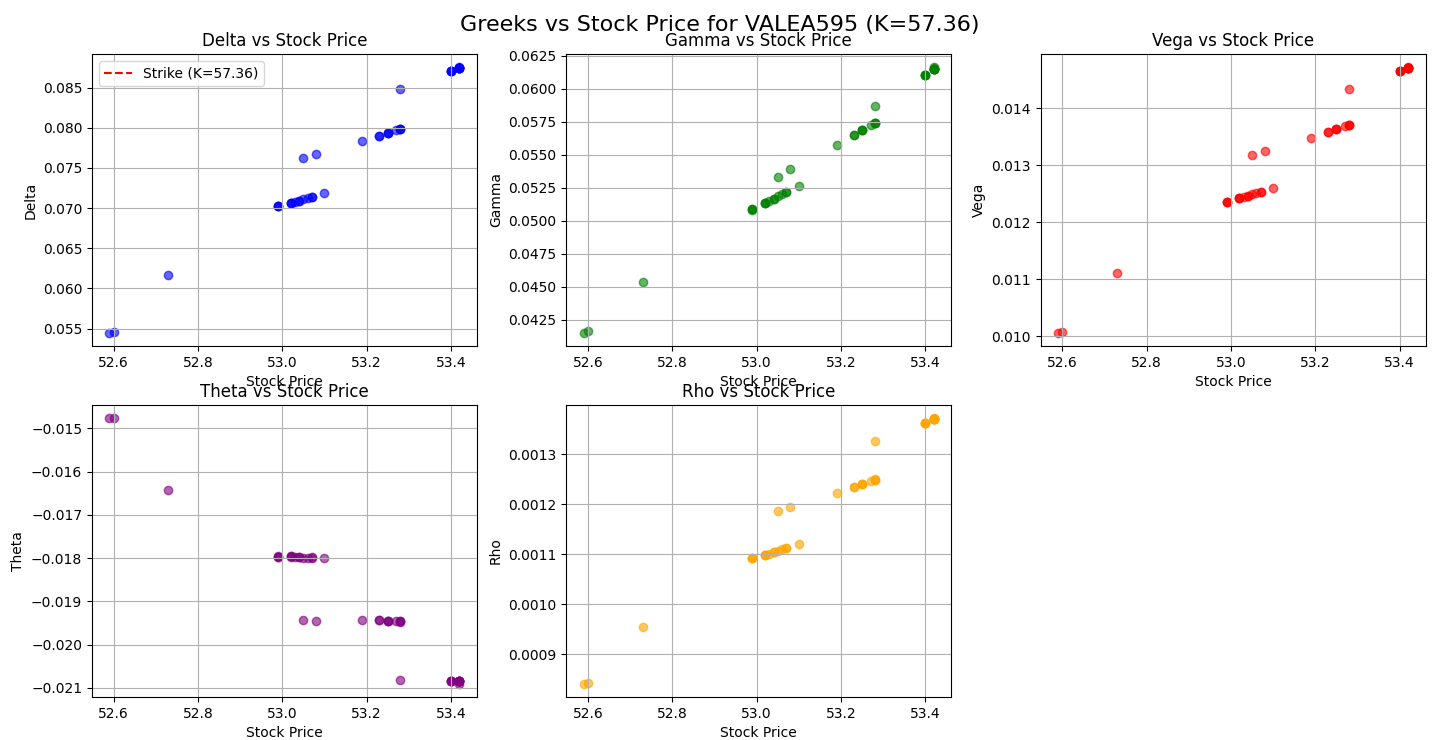 Greeks vs Stock Price for VALEA595 (K=57.36)
Delta vs Stock Price
Strike (K=57.36)
0.085
0.080
0.075
0.070
0.065
0.060
0.055
Delta
52.6 52.8 53.0 53.2 53.4
Stock Price
Gamma vs Stock Price
0.0625
0.0600
0.0575
0.0550
0.0525
0.0500
0.0475
0.0450
0.0425
Gamma
52.6 52.8 53.0 53.2 53.4
Stock Price
Vega vs Stock Price
0.014
0.013
0.012
0.011
0.010
Vega
52.6 52.8 53.0 53.2 53.4
Stock Price
Theta vs Stock Price
−0.015
−0.016
−0.017
−0.018
−0.019
−0.020
−0.021
Theta
52.6 52.8 53.0 53.2 53.4
Stock Price
Rho vs Stock Price
0.0013
0.0012
0.0011
0.0010
0.0009
Rho
52.6 52.8 53.0 53.2 53.4
Stock Price